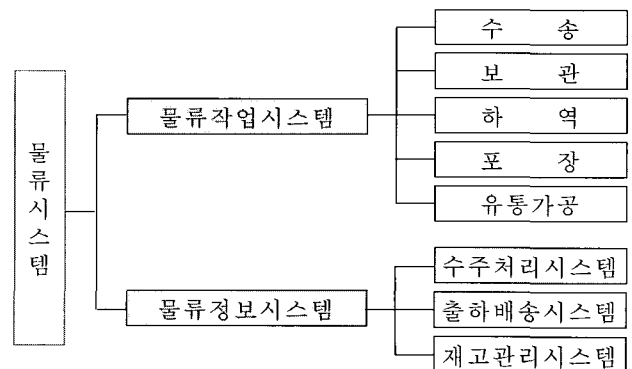 물류시스템
물류작업시스템
수 송
보 관
하 역
포 장
유통가공
물류정보시스템
수주처리시스템
출하배송시스템
재고관리시스템